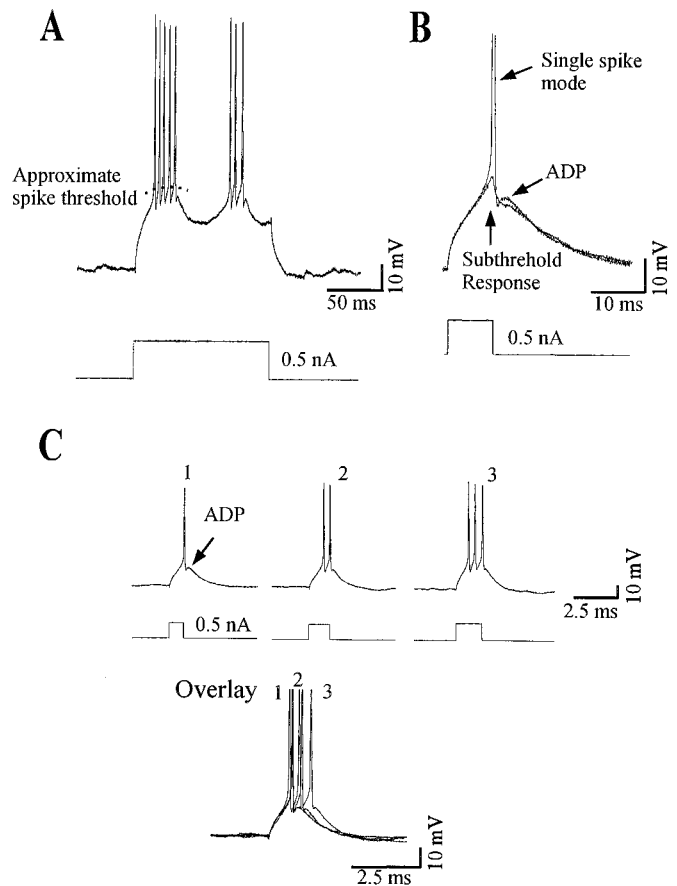 A
Approximate
spike threshold
10 mV
50 ms
0.5 nA
B
Single spike
mode
ADP
Subthrehold
Response
10 mV
10 ms
0.5 nA
C
1
ADP
2
3
10 mV
2.5 ms
0.5 nA
Overlay
1
2
3
10 mV
2.5 ms